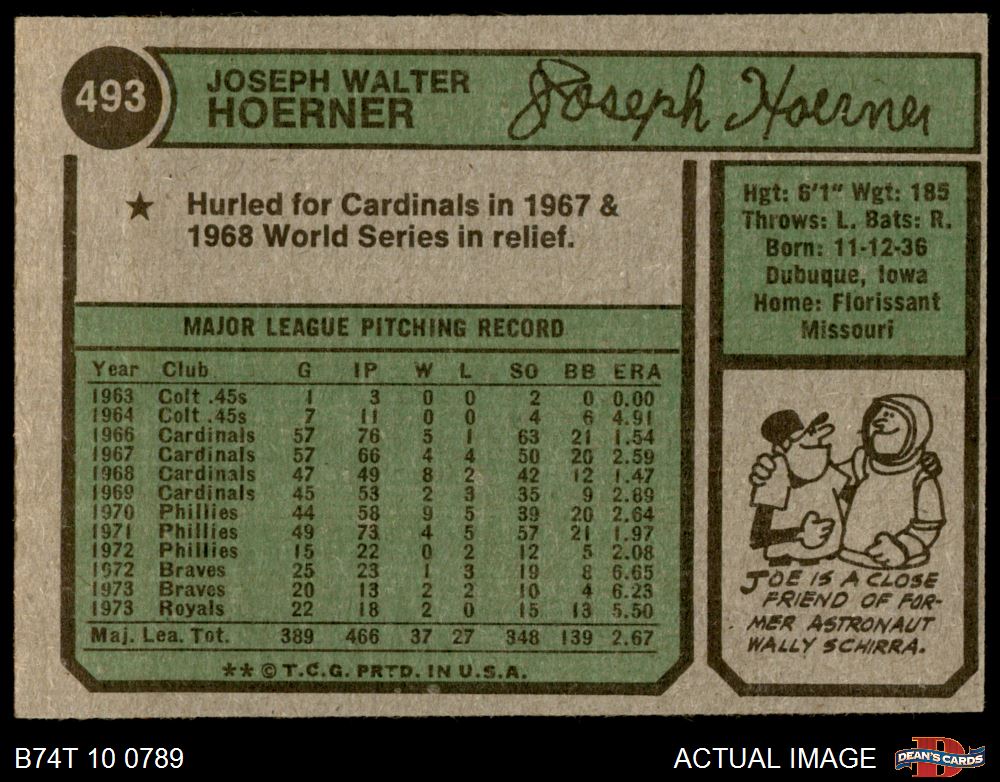 493
JOSEPH WALTER
HOERNER
Joseph Hoerner
★ Hurled for Cardinals in 1967 &
1968 World Series in relief.
Hgt: 6'1" Wgt: 185
Throws: L. Bats: R.
Born: 11-12-36
Dubuque, Iowa
Home: Florissant
Missouri
MAJOR LEAGUE PITCHING RECORD
Year Club G IP W L SO BB ERA
1963 Colt .45s 1 3 0 0 2 0 0.00
1964 Colt .45s 7 11 0 0 4 6 4.91
1966 Cardinals 57 76 5 1 63 21 1.54
1967 Cardinals 57 66 4 4 50 20 2.59
1968 Cardinals 47 49 8 2 42 12 1.47
1969 Cardinals 45 53 2 3 35 9 2.89
1970 Phillies 44 58 9 5 39 20 2.64
1971 Phillies 49 73 4 5 57 21 1.97
1972 Phillies 15 22 0 2 12 5 2.08
1972 Braves 25 23 1 3 19 8 6.65
1973 Braves 20 13 2 2 10 4 6.23
1973 Royals 22 18 2 0 15 13 5.50
Maj. Lea. Tot. 389 466 37 27 348 139 2.67
**©T.C.G. PRTD. IN U.S.A.
JOE IS A CLOSE
FRIEND OF FOR-
MER ASTRONAUT
WALLY SCHIRRA.
B74T 10 0789
ACTUAL IMAGE
DEAN'S CARDS